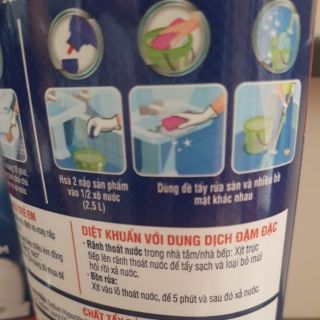 Hoà 2 nắp sản phẩm
vào 1/2 xô nước
(2,5 L)
Dùng để tẩy rửa sàn và nhiều bề
mặt khác nhau
TRẺ EM
DIỆT KHUẨN VỚI DUNG DỊCH ĐẬM ĐẶC
• Rãnh thoát nước trong nhà tắm/nhà bếp: Xịt trực
tiếp lên rãnh thoát nước để tẩy sạch và loại bỏ mùi
hôi rồi xả nước.
• Bồn rửa:
Xịt vào lỗ thoát nước, để 5 phút và sau đó xả nước.
CHẤT TẨY